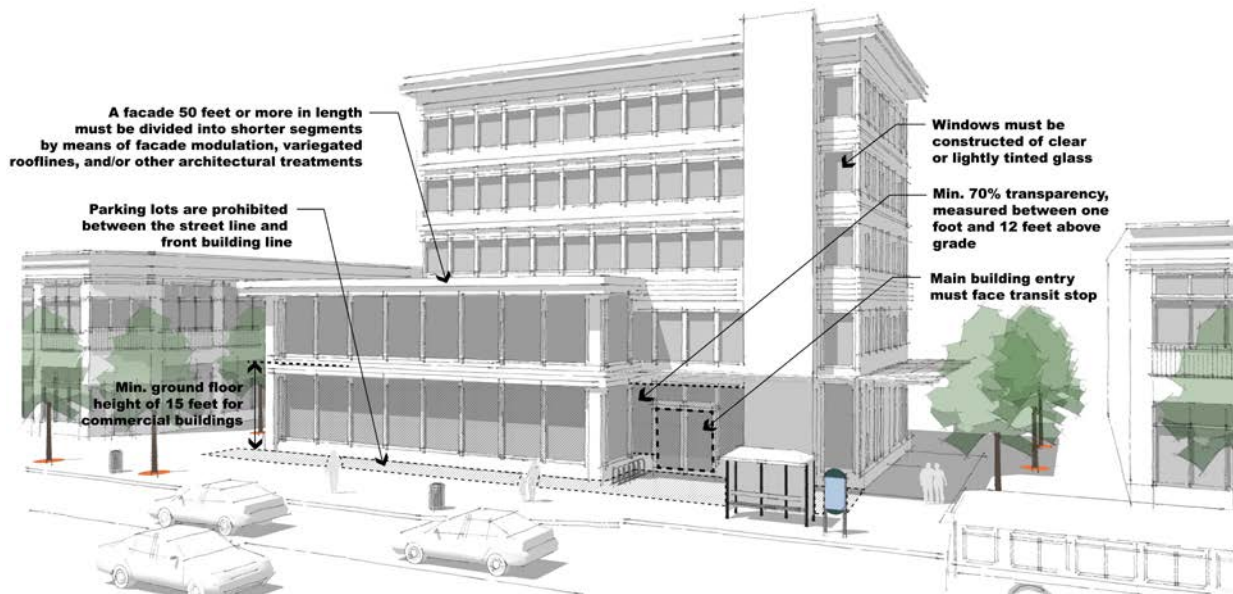 A facade 50 feet or more in length
must be divided into shorter segments
by means of facade modulation, variegated
rooflines, and/or other architectural treatments
Parking lots are prohibited
between the street line and
front building line
Min. ground floor
height of 15 feet for
commercial buildings
Windows must be
constructed of clear
or lightly tinted glass
Min. 70% transparency,
measured between one
foot and 12 feet above
grade
Main building entry
must face transit stop